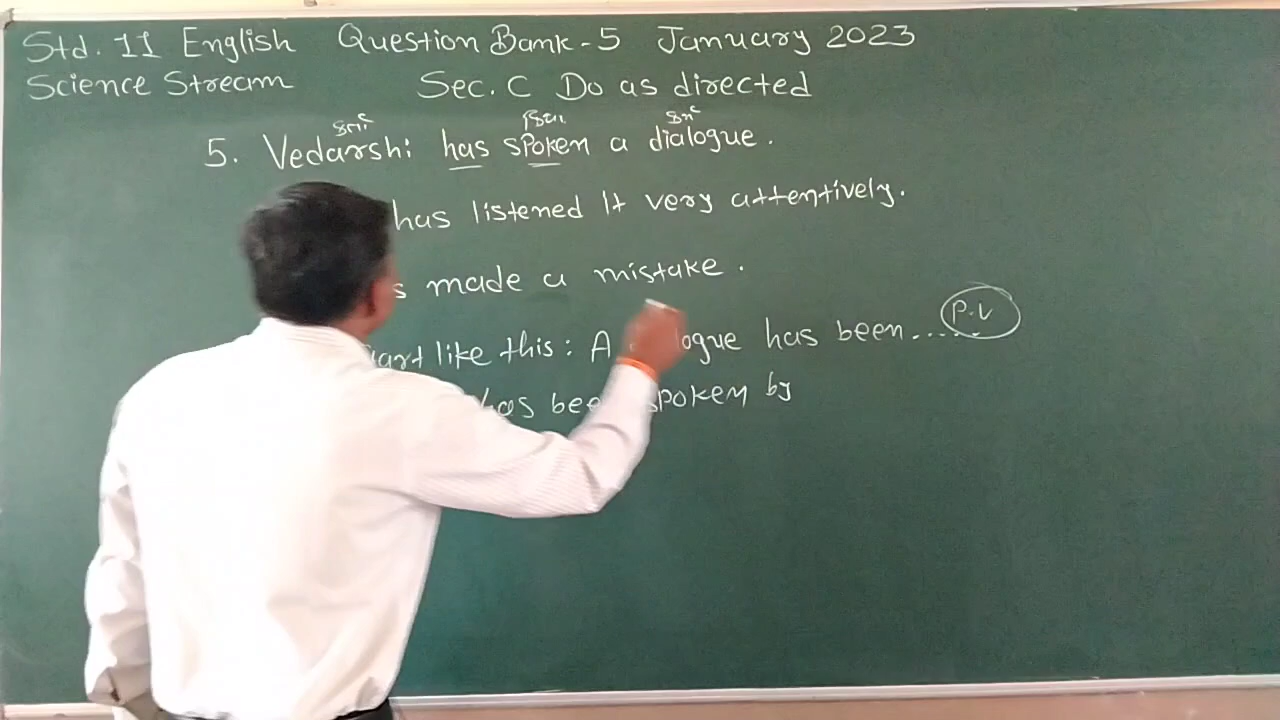 Std. 11 English Question Bank-5 January 2023
Science Stream Sec. C Do as directed
5. Vedarshi has spoken a dialogue.
has listened it very attentively.
made a mistake.
like this: A has been..... P.V
has spoken by